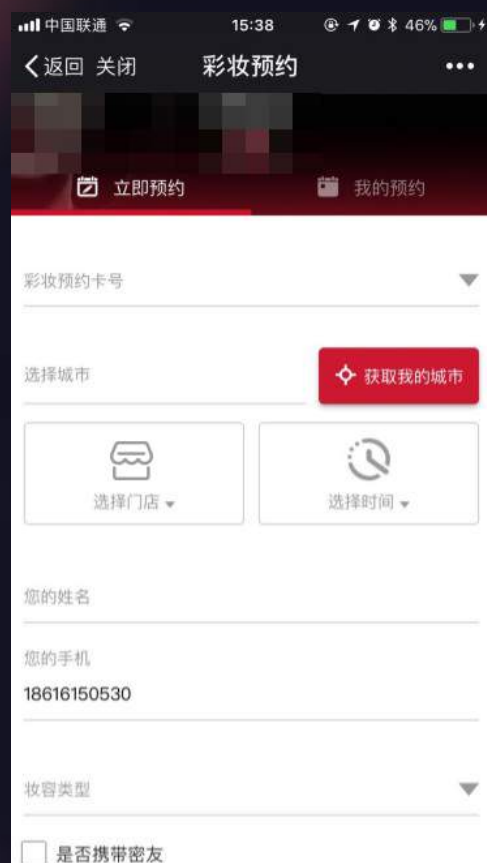 中国联通 15:38 46%
返回 关闭 彩妆预约
立即预约 我的预约
彩妆预约卡号
选择城市 获取我的城市
选择门店 选择时间
您的姓名
您的手机
18616150530
妆容类型
是否携带密友